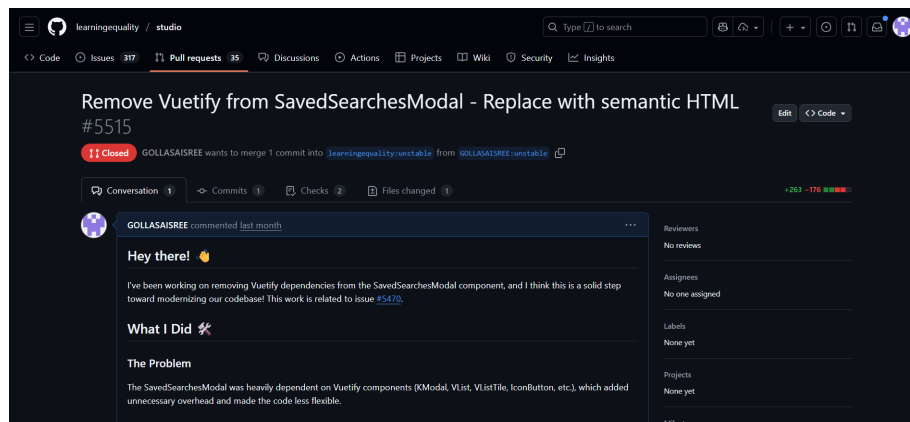 learningequality / studio
Type / to search
Code Issues 317 Pull requests 35 Discussions Actions Projects Wiki Security Insights
Remove Vuetify from SavedSearchesModal - Replace with semantic HTML
#5515
Edit <> Code
Closed GOLLASAISREE wants to merge 1 commit into learningequality:unstable from GOLLASAISREE:unstable
Conversation 1 Commits 1 Checks 2 Files changed 1
+263 −176
GOLLASAISREE commented last month
Hey there! 👋
I've been working on removing Vuetify dependencies from the SavedSearchesModal component, and I think this is a solid step
toward modernizing our codebase! This work is related to issue #5470.
What I Did 🛠️
The Problem
The SavedSearchesModal was heavily dependent on Vuetify components (KModal, VList, VListTile, IconButton, etc.), which added
unnecessary overhead and made the code less flexible.
Reviewers
No reviews
Assignees
No one assigned
Labels
None yet
Projects
None yet